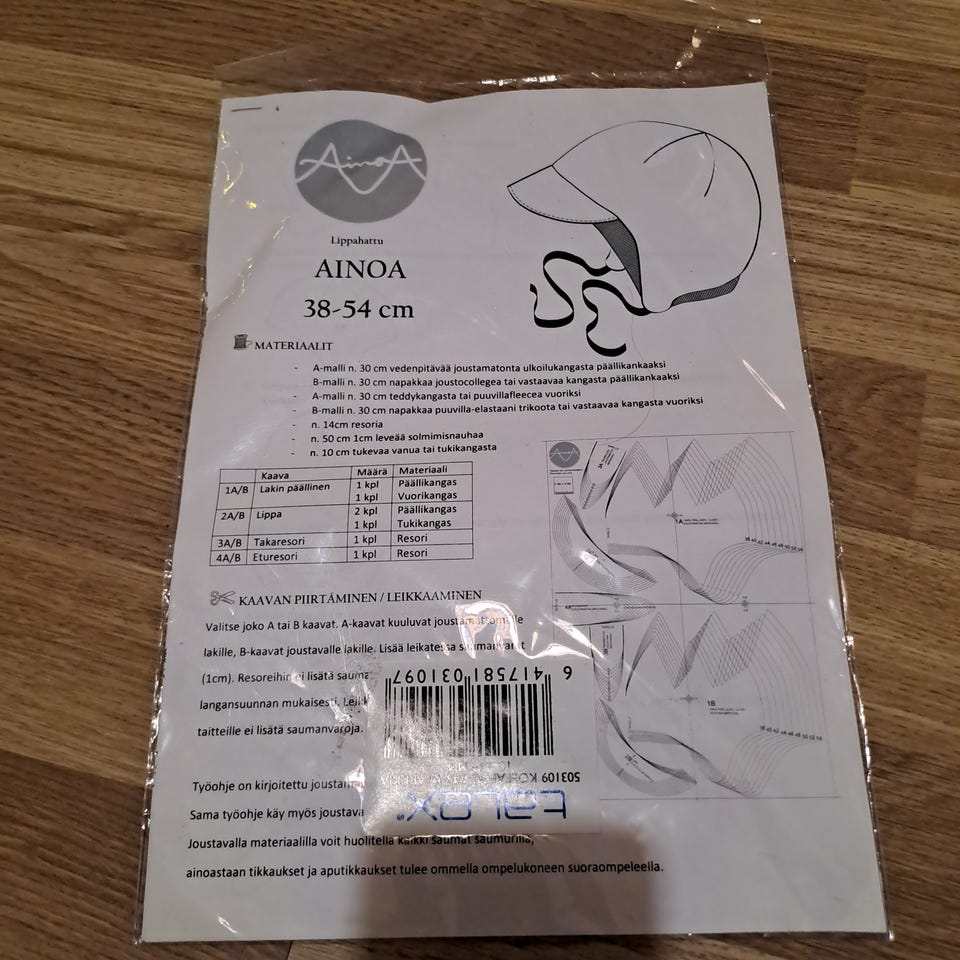 AinoA
Lippahattu
AINOA
38-54 cm
MATERIAALIT
- A-malli n. 30 cm vedenpitävää joustamatonta ulkoilukangasta päällikankaaksi
B-malli n. 30 cm napakkaa joustocollegea tai vastaavaa kangasta päällikankaaksi
- A-malli n. 30 cm teddykangasta tai puuvillafleecea vuoriksi
- B-malli n. 30 cm napakkaa puuvilla-elastaani trikoota tai vastaavaa kangasta vuoriksi
- n. 14cm resoria
- n. 50 cm 1cm leveää solmimisnauhaa
- n. 10 cm tukevaa vanua tai tukikangasta
Kaava Määrä Materiaali
1A/B Lakin päällinen 1 kpl Päällikangas
1 kpl Vuorikangas
2A/B Lippa 2 kpl Päällikangas
1 kpl Tukikangas
3A/B Takaresori 1 kpl Resori
4A/B Eturesori 1 kpl Resori
1A
1B
KAAVAN PIIRTÄMINEN / LEIKKAAMINEN
Valitse joko A tai B kaavat. A-kaavat kuuluvat joustamattomalle
lakille, B-kaavat joustavalle lakille. Lisää leikatessa saumanvarat
(1cm). Resoreihin ei lisätä sauma
langansuunnan mukaisesti. Leik
taitteille ei lisätä saumanvaroja.
Työohje on kirjoitettu joustam
Sama työohje käy myös joustava
Joustavalla materiaalilla voit huolitella kaikki saumat saumurilla,
ainoastaan tikkaukset ja aputikkaukset tulee ommella ompelukoneen suoraompeleella.
talex.
503109
6 417581 031097